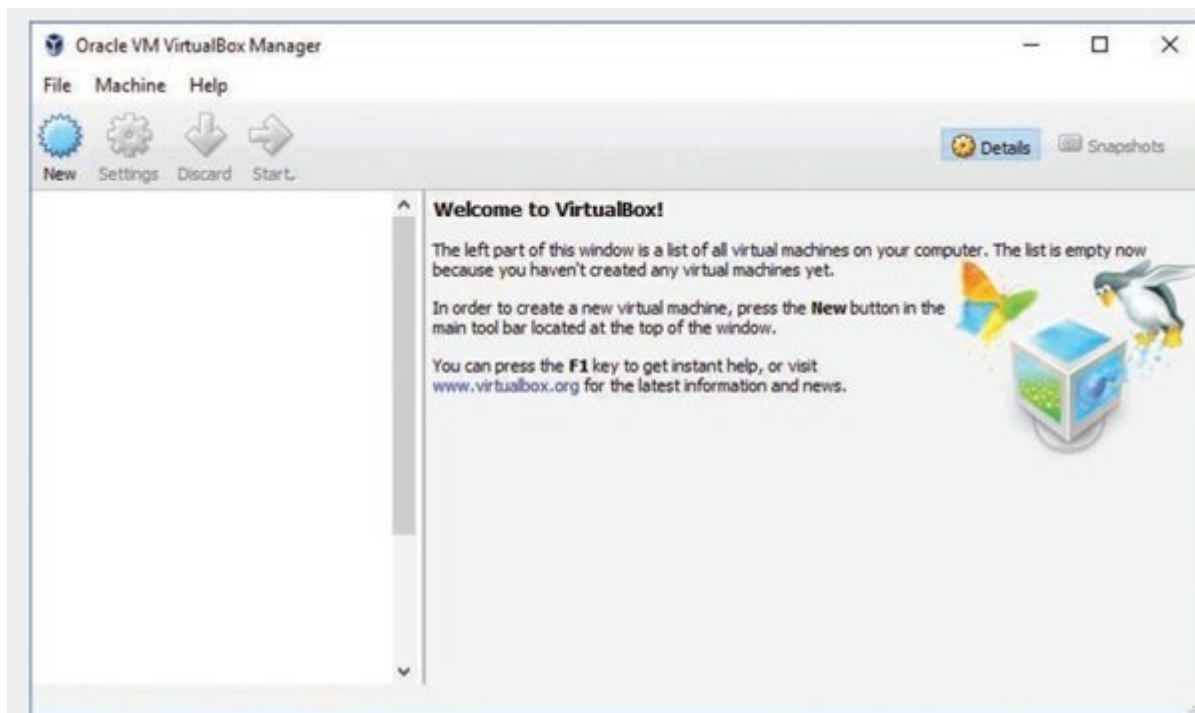 Oracle VM VirtualBox Manager
File Machine Help
New Settings Discard Start
Details Snapshots
Welcome to VirtualBox!
The left part of this window is a list of all virtual machines on your computer. The list is empty now
because you haven't created any virtual machines yet.
In order to create a new virtual machine, press the New button in the
main tool bar located at the top of the window.
You can press the F1 key to get instant help, or visit
www.virtualbox.org for the latest information and news.